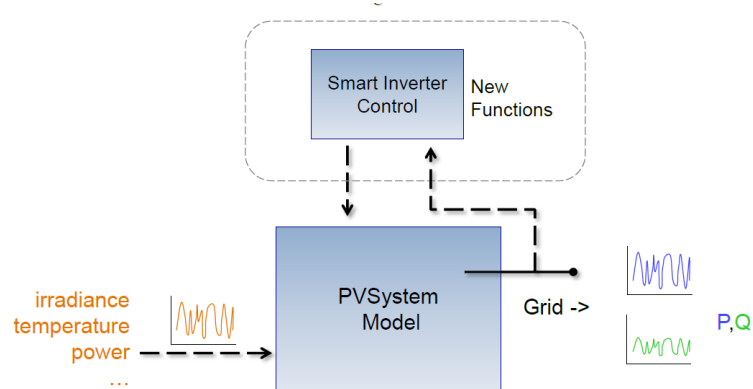 Smart Inverter
Control
New
Functions
irradiance
temperature
power
...
PVSystem
Model
Grid ->
P,Q